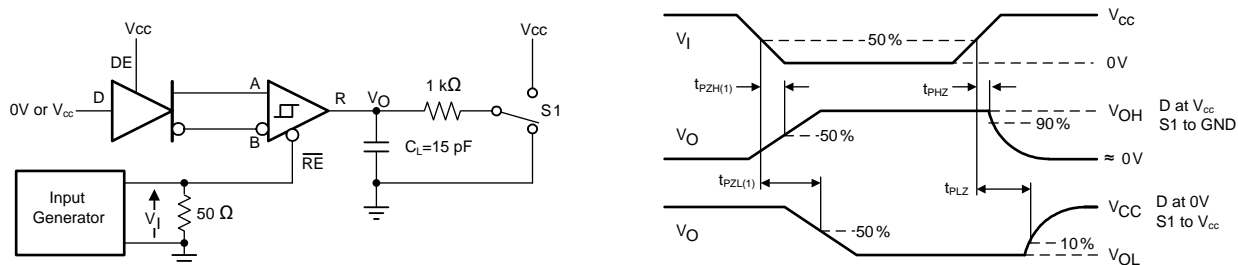 Vcc
DE
D
0V or Vcc
A
B
R
VO
1 kΩ
Vcc
S1
CL=15 pF
RE
Input
Generator
VI
50 Ω
VI
50%
Vcc
0V
tPZH(1)
tPHZ
VO
50%
90%
VOH
≈ 0V
D at Vcc
S1 to GND
tPZL(1)
tPLZ
VO
50%
10%
VCC
VOL
D at 0V
S1 to Vcc